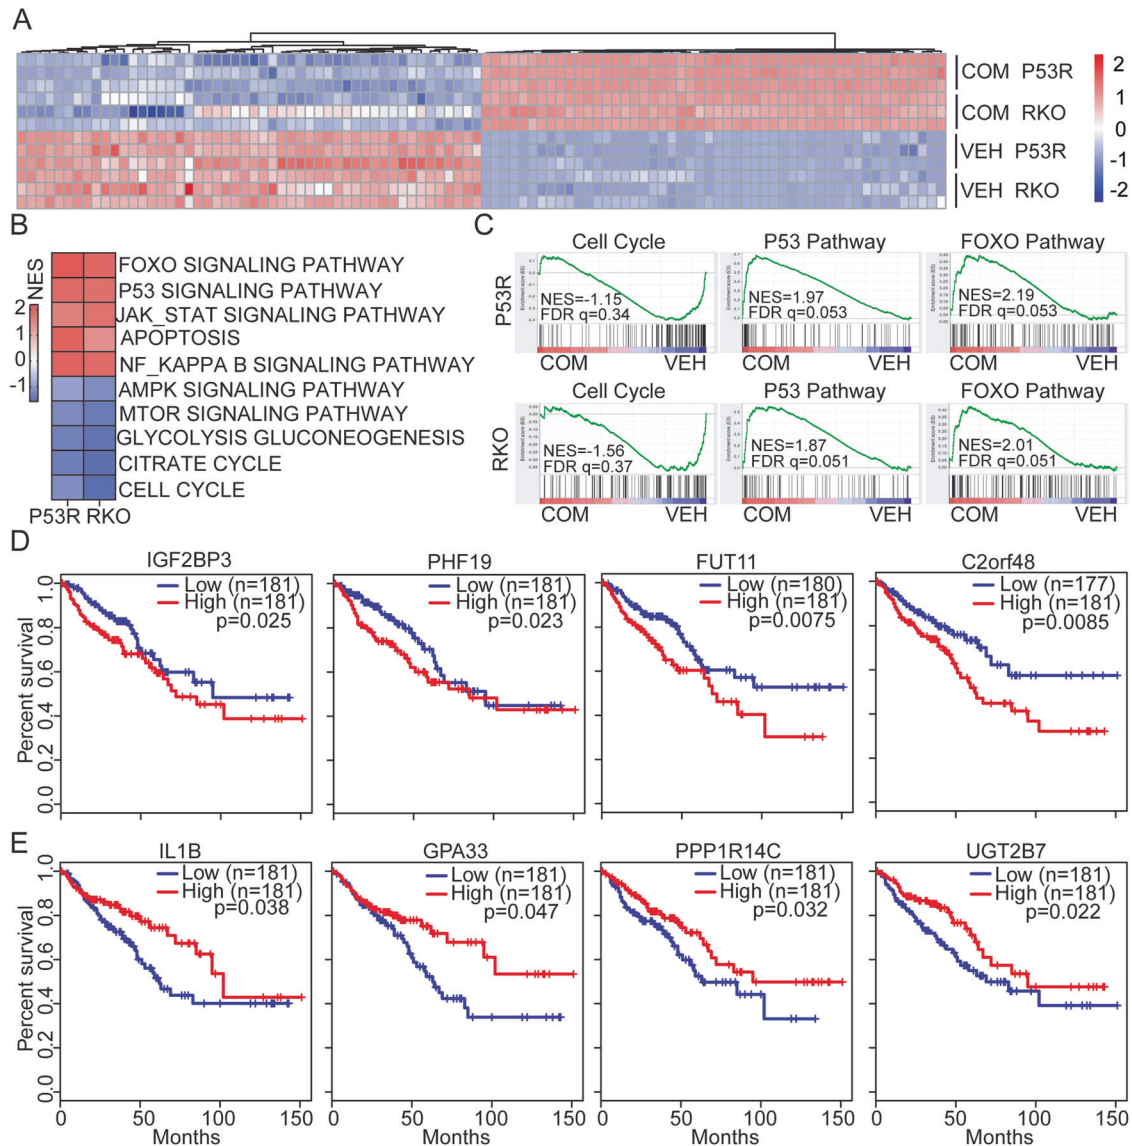 A
COM P53R
COM RKO
VEH P53R
VEH RKO
2
1
0
-1
-2
B
NES
2
1
0
-1
FOXO SIGNALING PATHWAY
P53 SIGNALING PATHWAY
JAK_STAT SIGNALING PATHWAY
APOPTOSIS
NF_KAPPA B SIGNALING PATHWAY
AMPK SIGNALING PATHWAY
MTOR SIGNALING PATHWAY
GLYCOLYSIS GLUCONEOGENESIS
CITRATE CYCLE
CELL CYCLE
P53R RKO
C
Cell Cycle P53 Pathway FOXO Pathway
P53R
NES=-1.15
FDR q=0.34
COM VEH
NES=1.97
FDR q=0.053
COM VEH
NES=2.19
FDR q=0.053
COM VEH
Cell Cycle P53 Pathway FOXO Pathway
RKO
NES=-1.56
FDR q=0.37
COM VEH
NES=1.87
FDR q=0.051
COM VEH
NES=2.01
FDR q=0.051
COM VEH
D
Percent survival
1.0
0.8
0.6
0.4
0.2
0.0
IGF2BP3
Low (n=181)
High (n=181)
p=0.025
PHF19
Low (n=181)
High (n=181)
p=0.023
FUT11
Low (n=180)
High (n=181)
p=0.0075
C2orf48
Low (n=177)
High (n=181)
p=0.0085
E
Percent survival
1.0
0.8
0.6
0.4
0.2
0.0
IL1B
Low (n=181)
High (n=181)
p=0.038
GPA33
Low (n=181)
High (n=181)
p=0.047
PPP1R14C
Low (n=181)
High (n=181)
p=0.032
UGT2B7
Low (n=181)
High (n=181)
p=0.022
0 50 100 150 0 50 100 150 0 50 100 150 0 50 100 150
Months Months Months Months